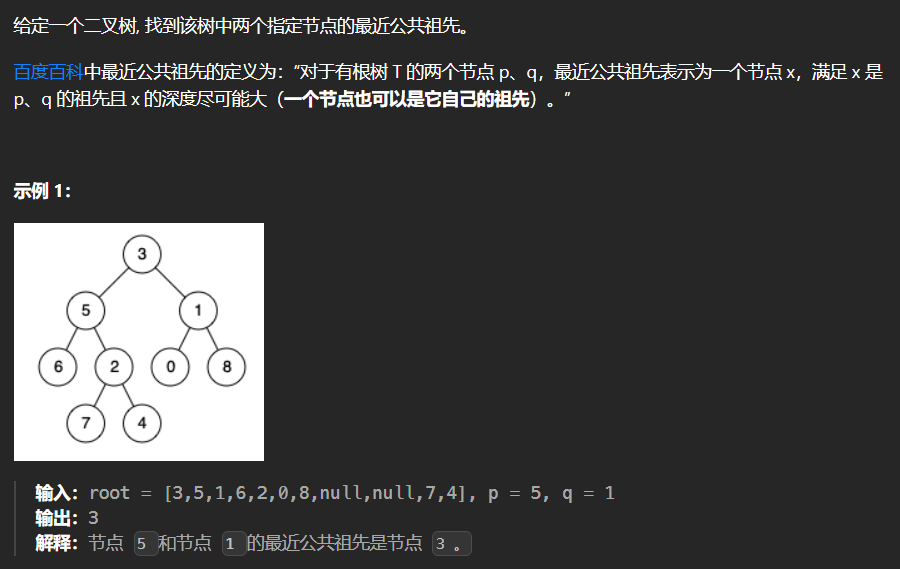 给定一个二叉树, 找到该树中两个指定节点的最近公共祖先。
百度百科中最近公共祖先的定义为：“对于有根树 T 的两个节点 p、q，最近公共祖先表示为一个节点 x，满足 x 是
p、q 的祖先且 x 的深度尽可能大（一个节点也可以是它自己的祖先）。”
示例 1：
3
5 1
6 2 0 8
7 4
输入：root = [3,5,1,6,2,0,8,null,null,7,4], p = 5, q = 1
输出：3
解释：节点 5 和节点 1 的最近公共祖先是节点 3 。